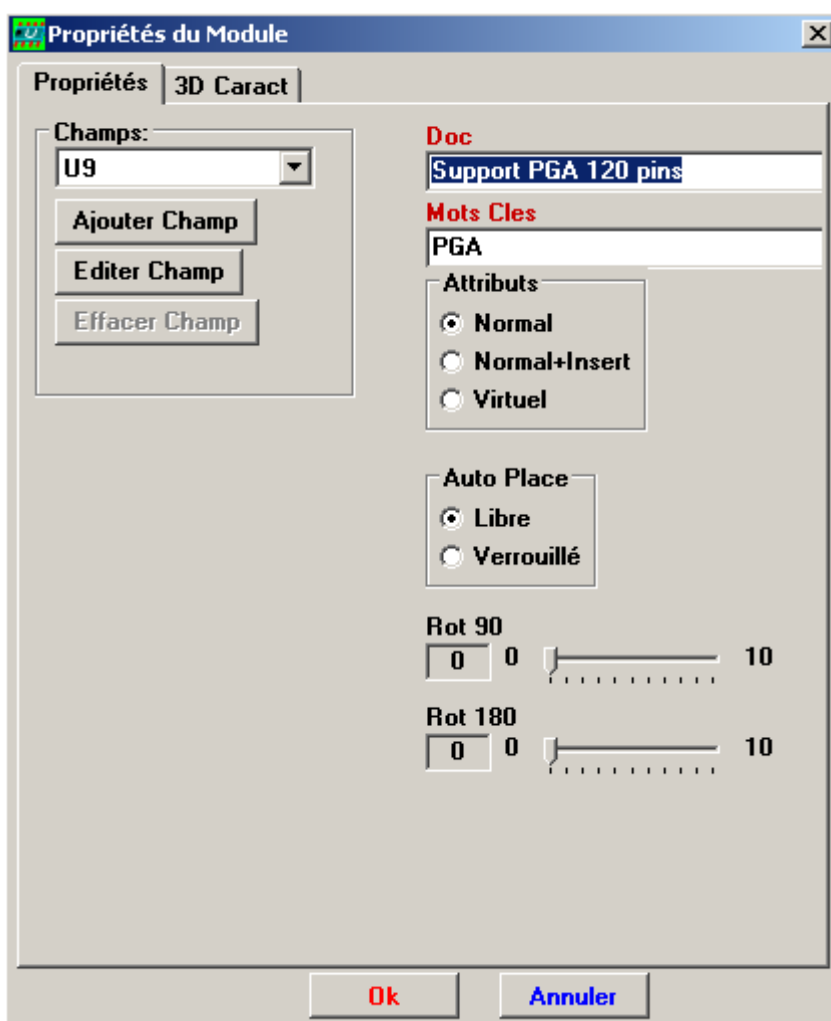 Propriétés du Module
Propriétés 3D Caract
Champs:
U9
Ajouter Champ
Editer Champ
Effacer Champ
Doc
Support PGA 120 pins
Mots Cles
PGA
Attributs
Normal
Normal+Insert
Virtuel
Auto Place
Libre
Verrouillé
Rot 90
0 0 10
Rot 180
0 0 10
Ok Annuler